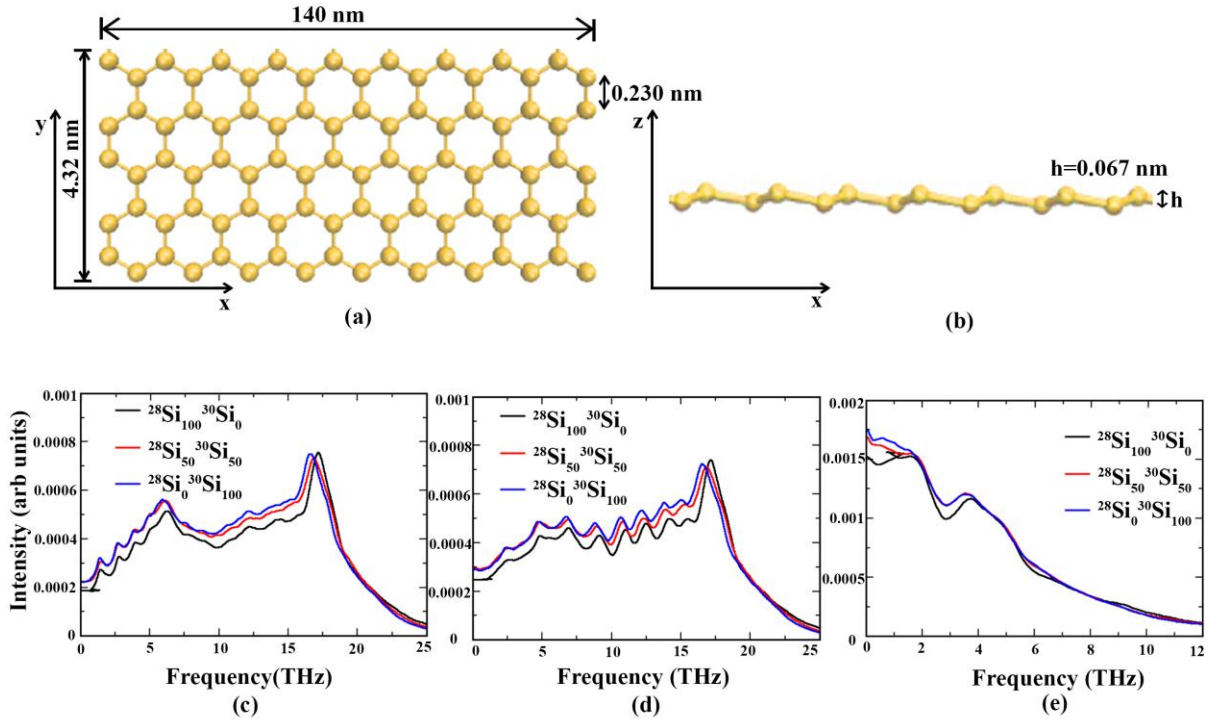 140 nm
0.230 nm
4.32 nm
y
x
(a)
z
h=0.067 nm
h
x
(b)
Intensity (arb units)
0.001
0.0008
0.0006
0.0004
0.0002
0
²⁸Si₁₀₀³⁰Si₀
²⁸Si₅₀³⁰Si₅₀
²⁸Si₀³⁰Si₁₀₀
0 5 10 15 20 25
Frequency(THz)
(c)
0.001
0.0008
0.0006
0.0004
0.0002
0
²⁸Si₁₀₀³⁰Si₀
²⁸Si₅₀³⁰Si₅₀
²⁸Si₀³⁰Si₁₀₀
0 5 10 15 20 25
Frequency (THz)
(d)
0.002
0.0015
0.001
0.0005
0
²⁸Si₁₀₀³⁰Si₀
²⁸Si₅₀³⁰Si₅₀
²⁸Si₀³⁰Si₁₀₀
0 2 4 6 8 10 12
Frequency (THz)
(e)